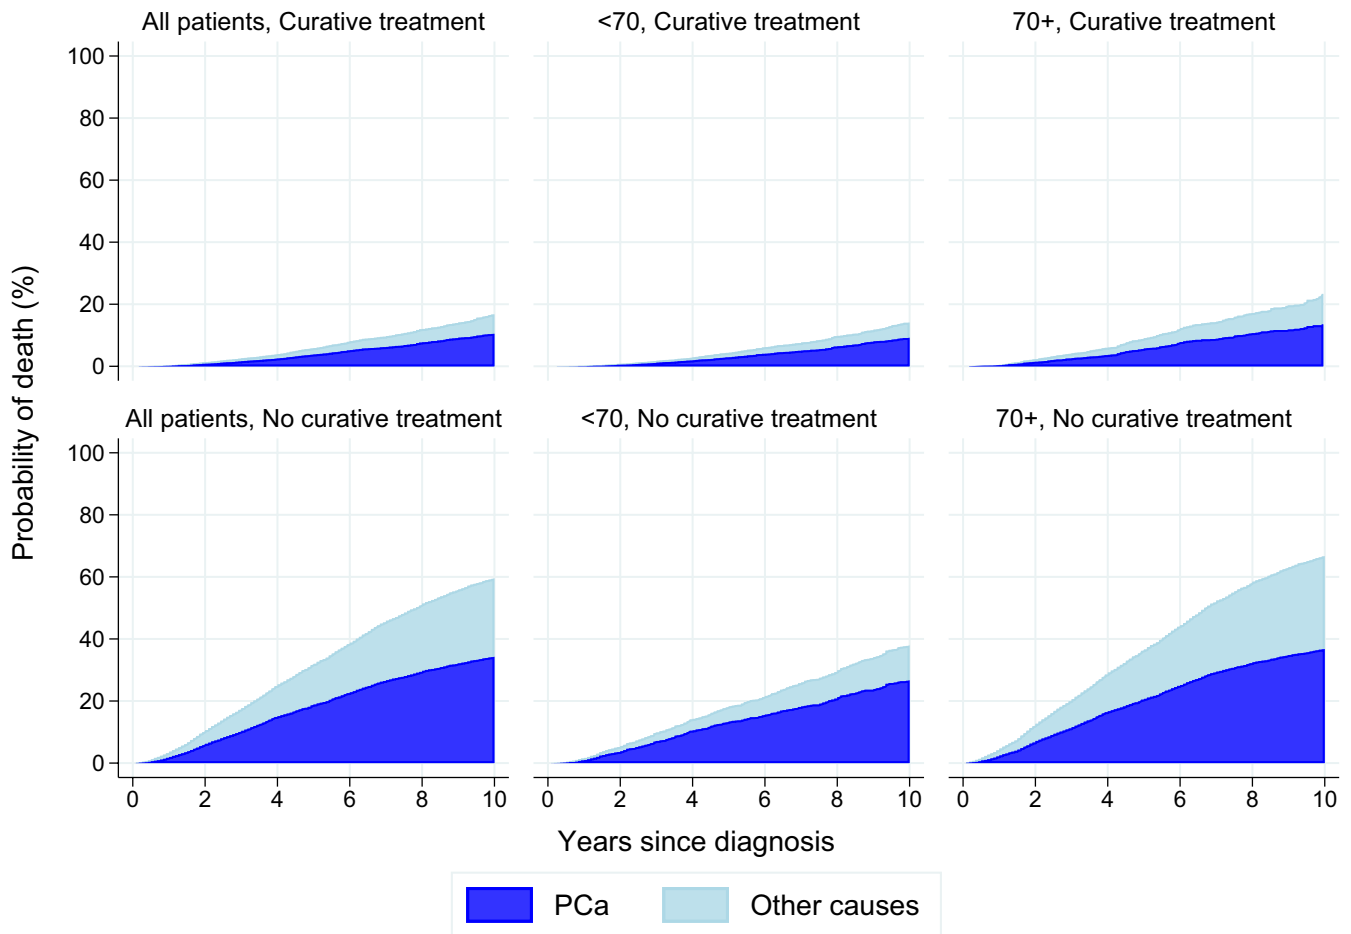 All patients, Curative treatment
<70, Curative treatment
70+, Curative treatment
100
80
60
40
20
0
All patients, No curative treatment
<70, No curative treatment
70+, No curative treatment
100
80
60
40
20
0
0 2 4 6 8 10
0 2 4 6 8 10
0 2 4 6 8 10
Probability of death (%)
Years since diagnosis
PCa
Other causes